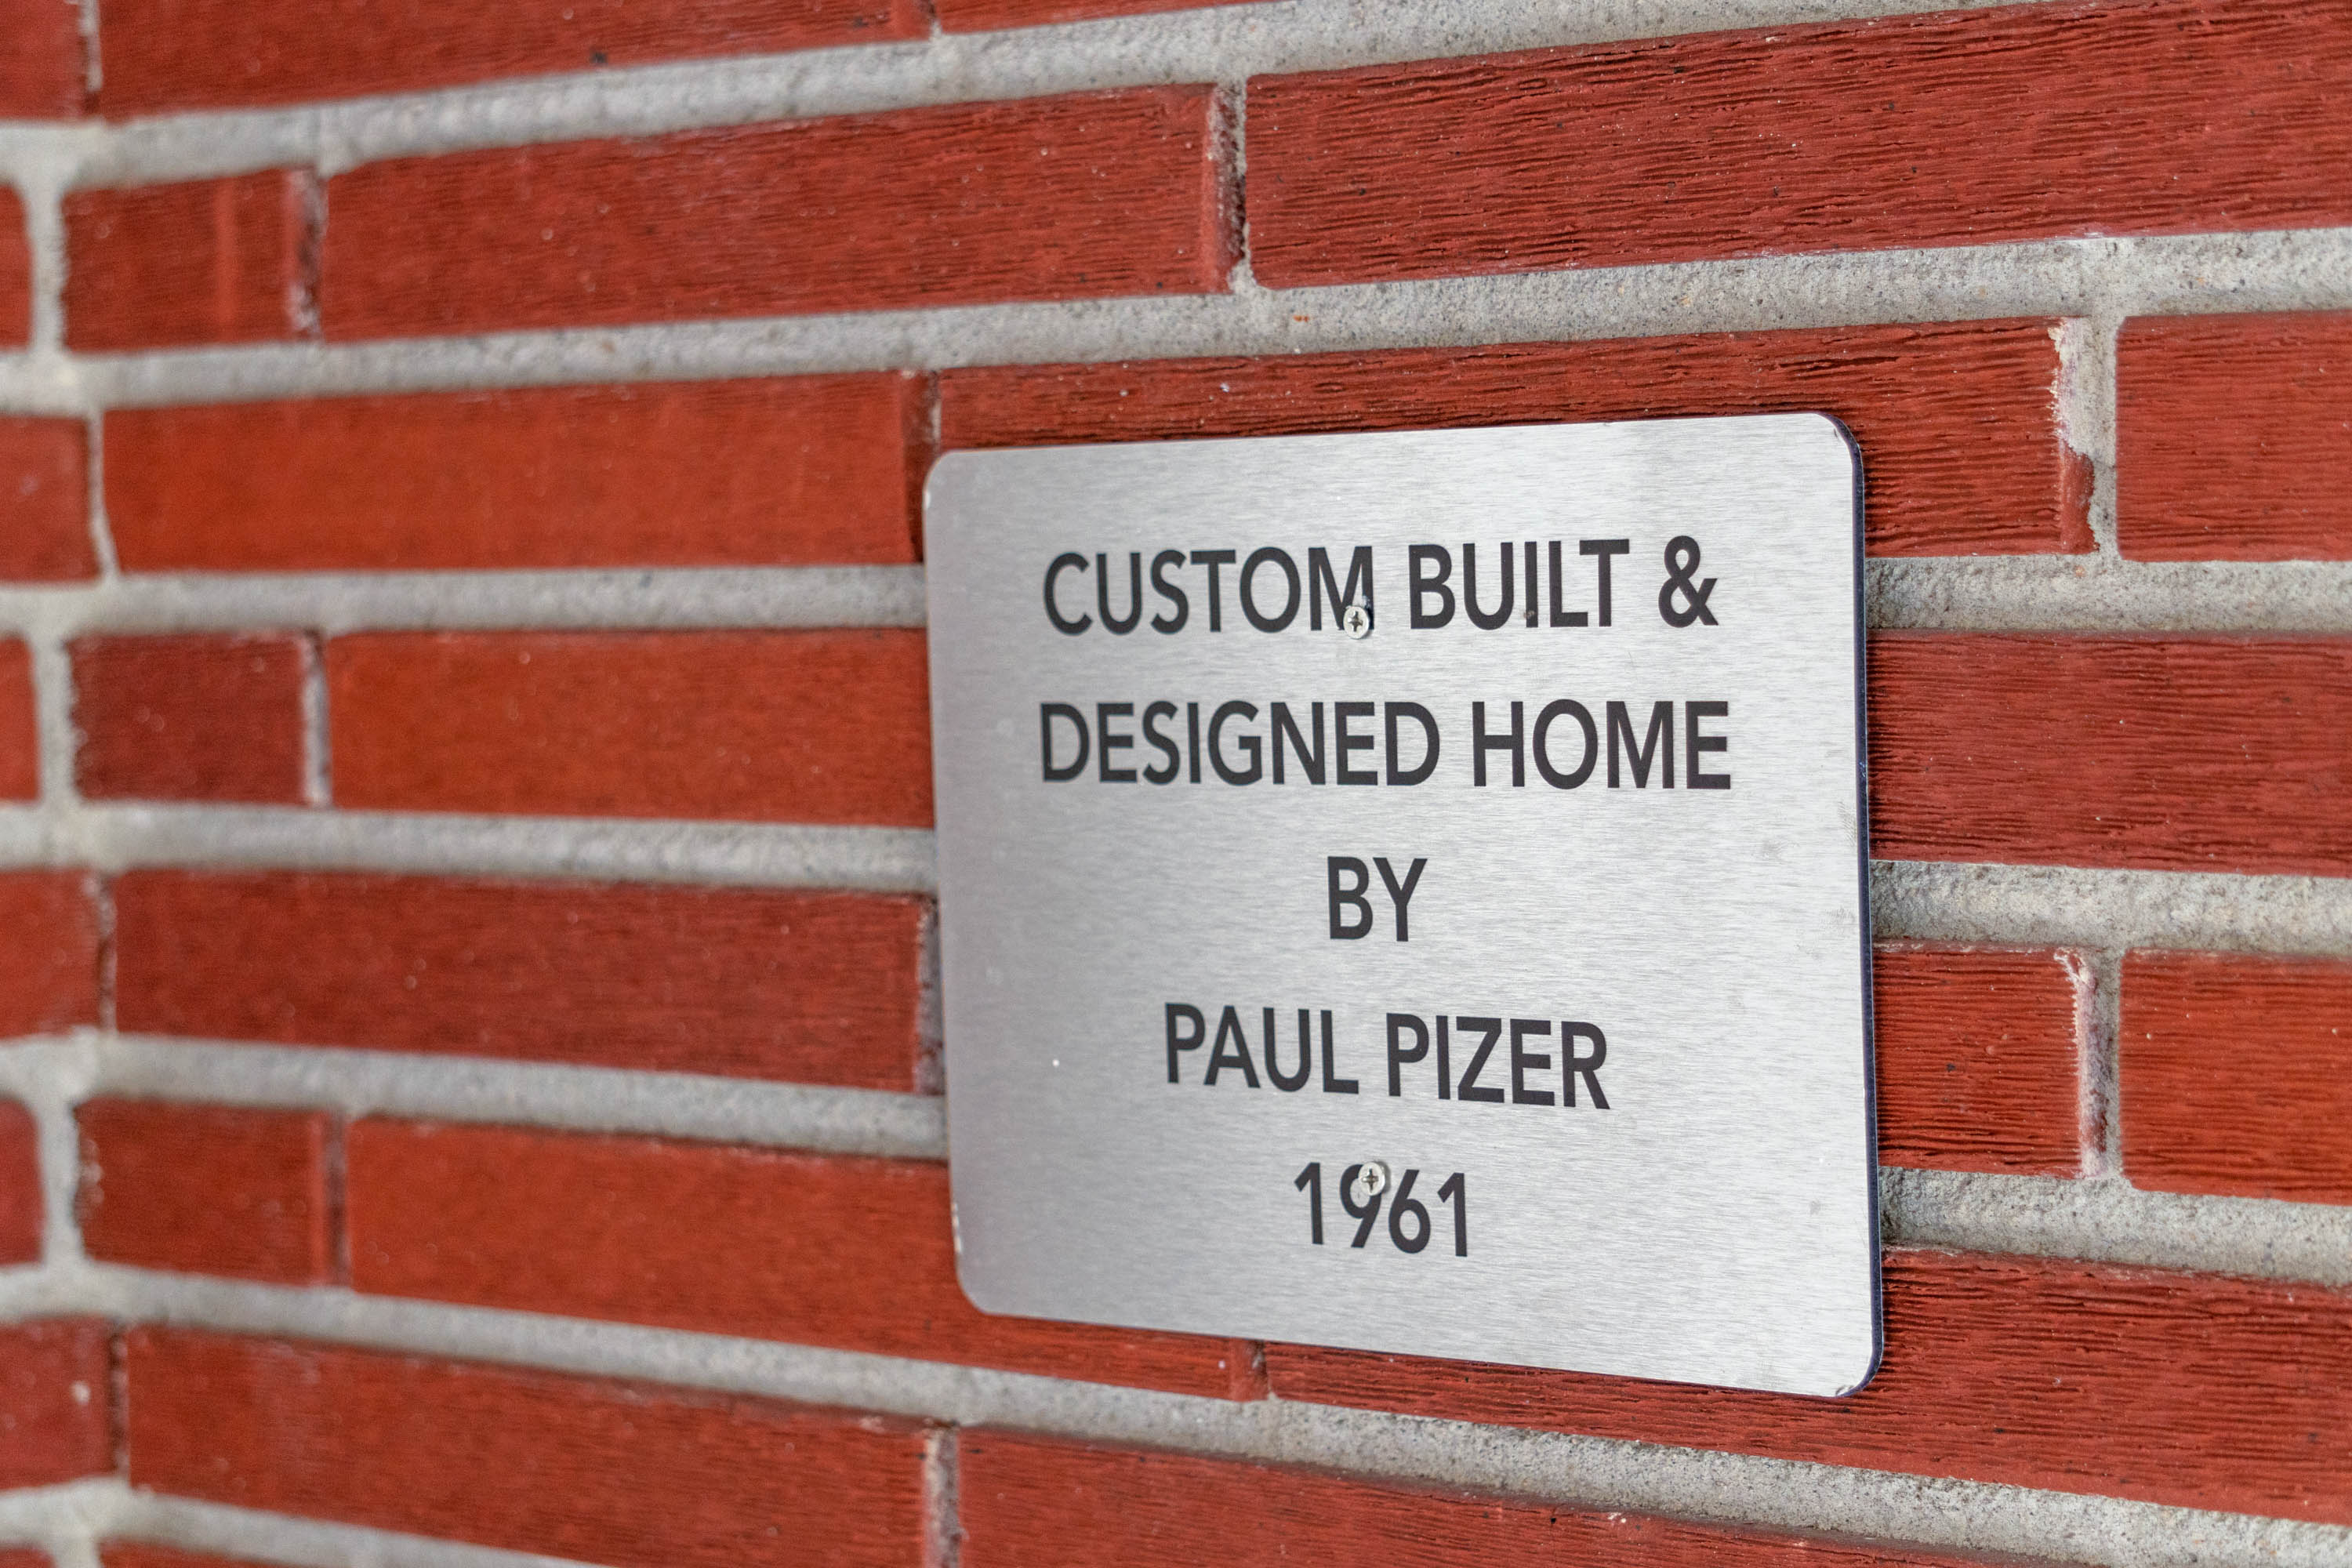 CUSTOM BUILT &
DESIGNED HOME
BY
PAUL PIZER
1961